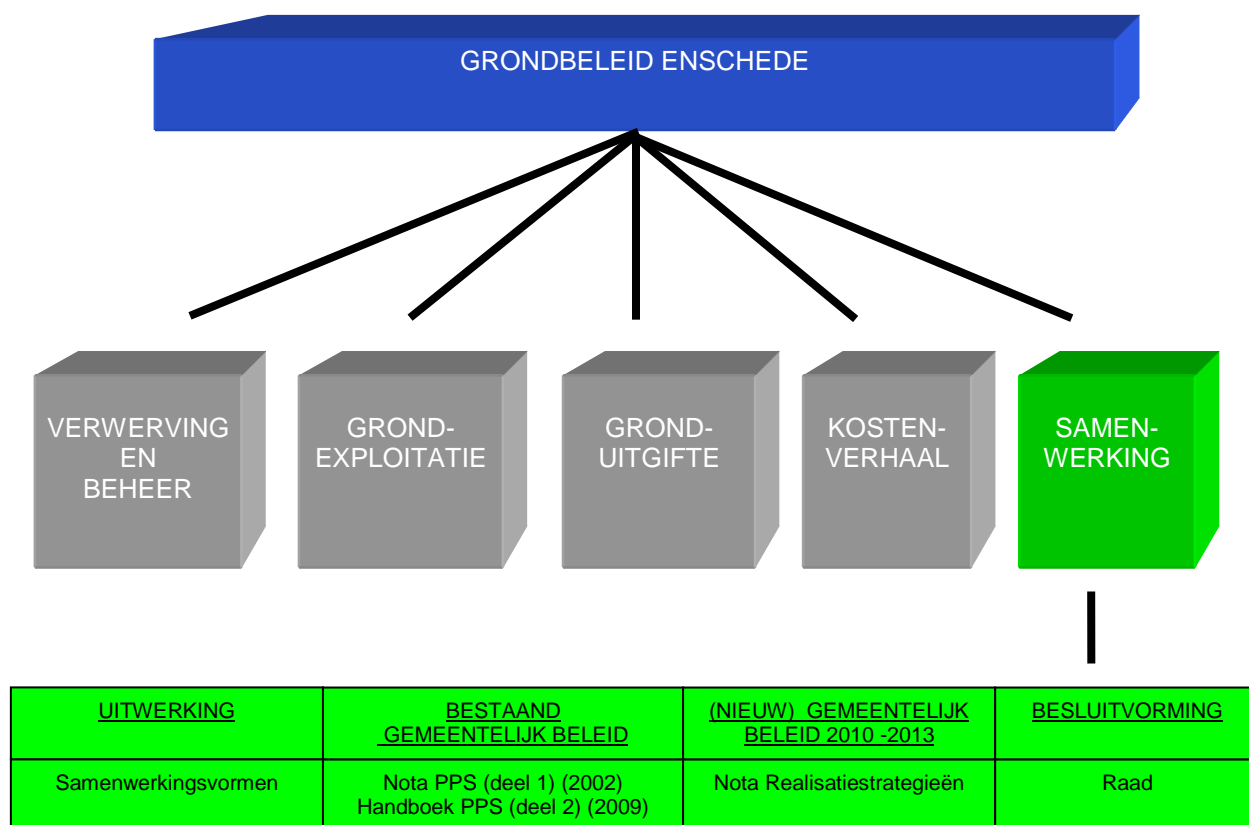 GRONDBELEID ENSCHEDE
VERWERVING
EN
BEHEER
GROND-
EXPLOITATIE
GROND-
UITGIFTE
KOSTEN-
VERHAAL
SAMEN-
WERKING
UITWERKING
BESTAAND
GEMEENTELIJK BELEID
(NIEUW) GEMEENTELIJK
BELEID 2010 -2013
BESLUITVORMING
Samenwerkingsvormen
Nota PPS (deel 1) (2002)
Handboek PPS (deel 2) (2009)
Nota Realisatiestrategieën
Raad